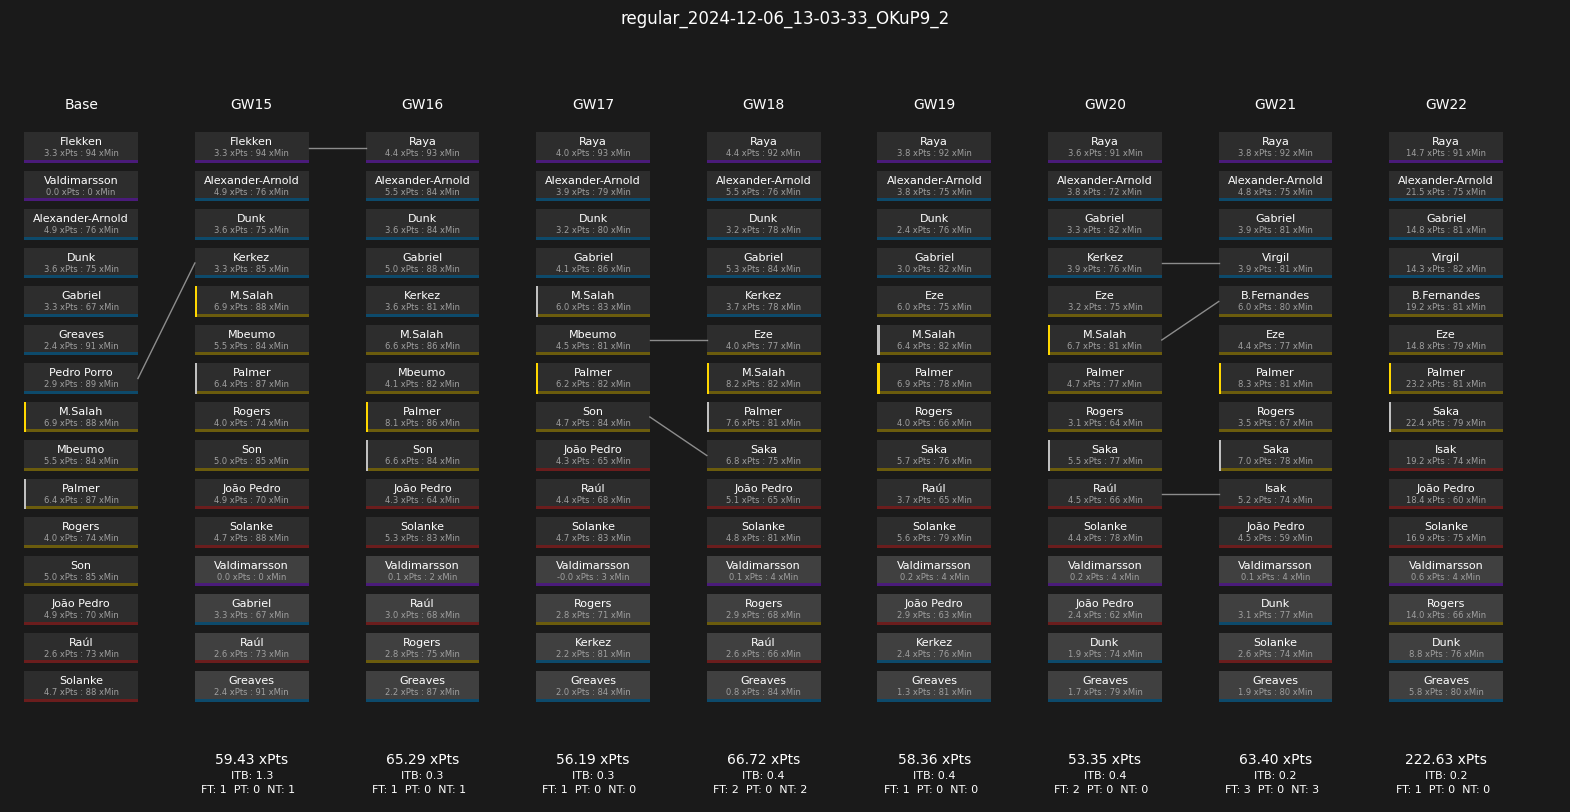 regular_2024-12-06_13-03-33_OKuP9_2
Base
Flekken
3.3 xPts : 94 xMin
Valdimarsson
0.0 xPts : 0 xMin
Alexander-Arnold
4.9 xPts : 76 xMin
Dunk
3.6 xPts : 75 xMin
Gabriel
3.3 xPts : 67 xMin
Greaves
2.4 xPts : 91 xMin
Pedro Porro
2.9 xPts : 89 xMin
M.Salah
6.9 xPts : 88 xMin
Mbeumo
5.5 xPts : 84 xMin
Palmer
6.4 xPts : 87 xMin
Rogers
4.0 xPts : 74 xMin
Son
5.0 xPts : 85 xMin
João Pedro
4.9 xPts : 70 xMin
Raúl
2.6 xPts : 73 xMin
Solanke
4.7 xPts : 88 xMin
GW15
Flekken
3.3 xPts : 94 xMin
Alexander-Arnold
4.9 xPts : 76 xMin
Dunk
3.6 xPts : 75 xMin
Kerkez
3.3 xPts : 85 xMin
M.Salah
6.9 xPts : 88 xMin
Mbeumo
5.5 xPts : 84 xMin
Palmer
6.4 xPts : 87 xMin
Rogers
4.0 xPts : 74 xMin
Son
5.0 xPts : 85 xMin
João Pedro
4.9 xPts : 70 xMin
Solanke
4.7 xPts : 88 xMin
Valdimarsson
0.0 xPts : 0 xMin
Gabriel
3.3 xPts : 67 xMin
Raúl
2.6 xPts : 73 xMin
Greaves
2.4 xPts : 91 xMin
59.43 xPts
ITB: 1.3
FT: 1 PT: 0 NT: 1
GW16
Raya
4.4 xPts : 93 xMin
Alexander-Arnold
5.5 xPts : 84 xMin
Dunk
3.6 xPts : 84 xMin
Gabriel
5.0 xPts : 88 xMin
Kerkez
3.6 xPts : 81 xMin
M.Salah
6.6 xPts : 86 xMin
Mbeumo
4.1 xPts : 82 xMin
Palmer
8.1 xPts : 86 xMin
Son
6.6 xPts : 84 xMin
João Pedro
4.3 xPts : 64 xMin
Solanke
5.3 xPts : 83 xMin
Valdimarsson
0.1 xPts : 2 xMin
Raúl
3.0 xPts : 68 xMin
Rogers
2.8 xPts : 75 xMin
Greaves
2.2 xPts : 87 xMin
65.29 xPts
ITB: 0.3
FT: 1 PT: 0 NT: 1
GW17
Raya
4.0 xPts : 93 xMin
Alexander-Arnold
3.9 xPts : 79 xMin
Dunk
3.2 xPts : 80 xMin
Gabriel
4.1 xPts : 86 xMin
M.Salah
6.0 xPts : 83 xMin
Mbeumo
4.5 xPts : 81 xMin
Palmer
6.2 xPts : 82 xMin
Son
4.7 xPts : 84 xMin
João Pedro
4.3 xPts : 65 xMin
Raúl
4.4 xPts : 68 xMin
Solanke
4.7 xPts : 83 xMin
Valdimarsson
-0.0 xPts : 3 xMin
Rogers
2.8 xPts : 71 xMin
Kerkez
2.2 xPts : 81 xMin
Greaves
2.0 xPts : 84 xMin
56.19 xPts
ITB: 0.3
FT: 1 PT: 0 NT: 0
GW18
Raya
4.4 xPts : 92 xMin
Alexander-Arnold
5.5 xPts : 76 xMin
Dunk
3.2 xPts : 78 xMin
Gabriel
5.3 xPts : 84 xMin
Kerkez
3.7 xPts : 78 xMin
Eze
4.0 xPts : 77 xMin
M.Salah
8.2 xPts : 82 xMin
Palmer
7.6 xPts : 81 xMin
Saka
6.8 xPts : 75 xMin
João Pedro
5.1 xPts : 65 xMin
Solanke
4.8 xPts : 81 xMin
Valdimarsson
0.1 xPts : 4 xMin
Rogers
2.9 xPts : 68 xMin
Raúl
2.6 xPts : 66 xMin
Greaves
0.8 xPts : 84 xMin
66.72 xPts
ITB: 0.4
FT: 2 PT: 0 NT: 2
GW19
Raya
3.8 xPts : 92 xMin
Alexander-Arnold
3.8 xPts : 75 xMin
Dunk
2.4 xPts : 76 xMin
Gabriel
3.0 xPts : 82 xMin
Eze
6.0 xPts : 75 xMin
M.Salah
6.4 xPts : 82 xMin
Palmer
6.9 xPts : 78 xMin
Rogers
4.0 xPts : 66 xMin
Saka
5.7 xPts : 76 xMin
Raúl
3.7 xPts : 65 xMin
Solanke
5.6 xPts : 79 xMin
Valdimarsson
0.2 xPts : 4 xMin
João Pedro
2.9 xPts : 63 xMin
Kerkez
2.4 xPts : 76 xMin
Greaves
1.3 xPts : 81 xMin
58.36 xPts
ITB: 0.4
FT: 1 PT: 0 NT: 0
GW20
Raya
3.6 xPts : 91 xMin
Alexander-Arnold
3.8 xPts : 72 xMin
Gabriel
3.3 xPts : 82 xMin
Kerkez
3.9 xPts : 76 xMin
Eze
3.2 xPts : 75 xMin
M.Salah
6.7 xPts : 81 xMin
Palmer
4.7 xPts : 77 xMin
Rogers
3.1 xPts : 64 xMin
Saka
5.5 xPts : 77 xMin
Raúl
4.5 xPts : 66 xMin
Solanke
4.4 xPts : 78 xMin
Valdimarsson
0.2 xPts : 4 xMin
João Pedro
2.4 xPts : 62 xMin
Dunk
1.9 xPts : 74 xMin
Greaves
1.7 xPts : 79 xMin
53.35 xPts
ITB: 0.4
FT: 2 PT: 0 NT: 0
GW21
Raya
3.8 xPts : 92 xMin
Alexander-Arnold
4.8 xPts : 75 xMin
Gabriel
3.9 xPts : 81 xMin
Virgil
3.9 xPts : 81 xMin
B.Fernandes
6.0 xPts : 80 xMin
Eze
4.4 xPts : 77 xMin
Palmer
8.3 xPts : 81 xMin
Rogers
3.5 xPts : 67 xMin
Saka
7.0 xPts : 78 xMin
Isak
5.2 xPts : 74 xMin
João Pedro
4.5 xPts : 59 xMin
Valdimarsson
0.1 xPts : 4 xMin
Dunk
3.1 xPts : 77 xMin
Solanke
2.6 xPts : 74 xMin
Greaves
1.9 xPts : 80 xMin
63.40 xPts
ITB: 0.2
FT: 3 PT: 0 NT: 3
GW22
Raya
14.7 xPts : 91 xMin
Alexander-Arnold
21.5 xPts : 75 xMin
Gabriel
14.8 xPts : 81 xMin
Virgil
14.3 xPts : 82 xMin
B.Fernandes
19.2 xPts : 81 xMin
Eze
14.8 xPts : 79 xMin
Palmer
23.2 xPts : 81 xMin
Saka
22.4 xPts : 79 xMin
Isak
19.2 xPts : 74 xMin
João Pedro
18.4 xPts : 60 xMin
Solanke
16.9 xPts : 75 xMin
Valdimarsson
0.6 xPts : 4 xMin
Rogers
14.0 xPts : 66 xMin
Dunk
8.8 xPts : 76 xMin
Greaves
5.8 xPts : 80 xMin
222.63 xPts
ITB: 0.2
FT: 1 PT: 0 NT: 0